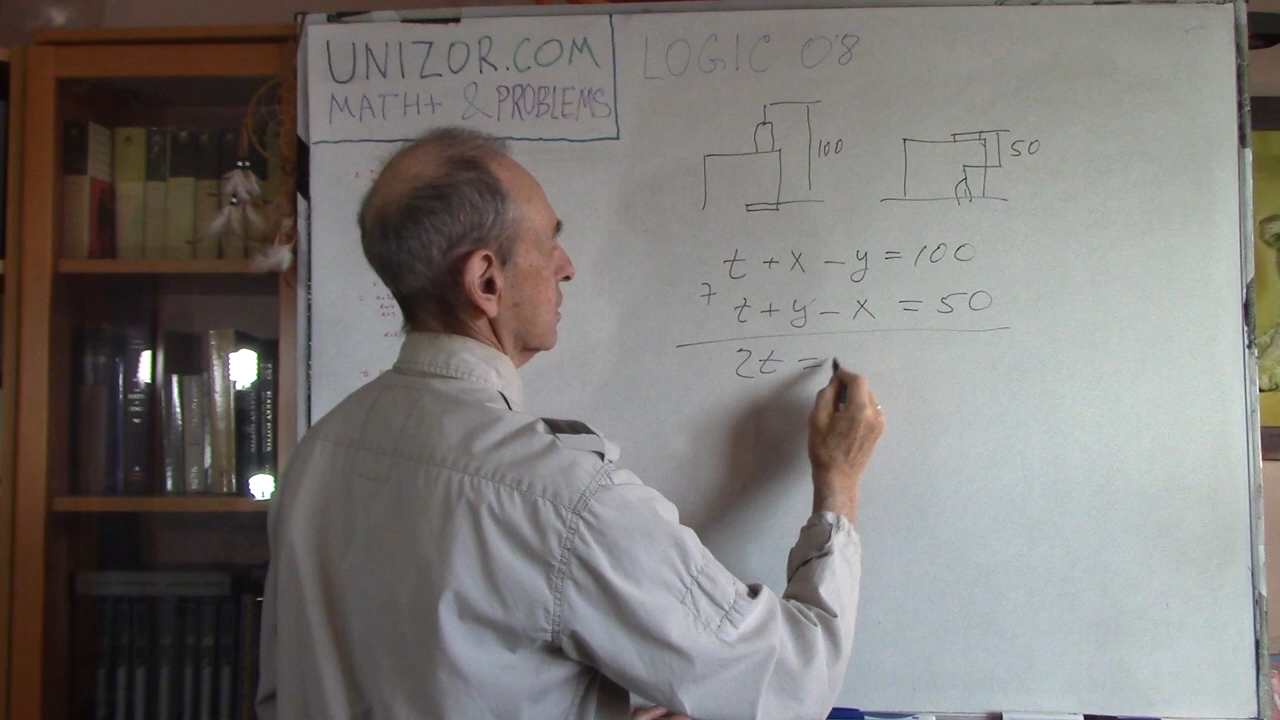 UNIZOR.COM
MATH+ & PROBLEMS
LOGIC 08
100
50
t + x - y = 100
+ t + y - x = 50
2t =